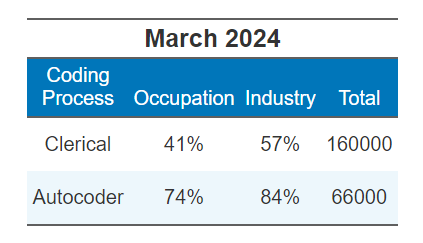 March 2024
Coding
Process Occupation Industry Total
Clerical 41% 57% 160000
Autocoder 74% 84% 66000